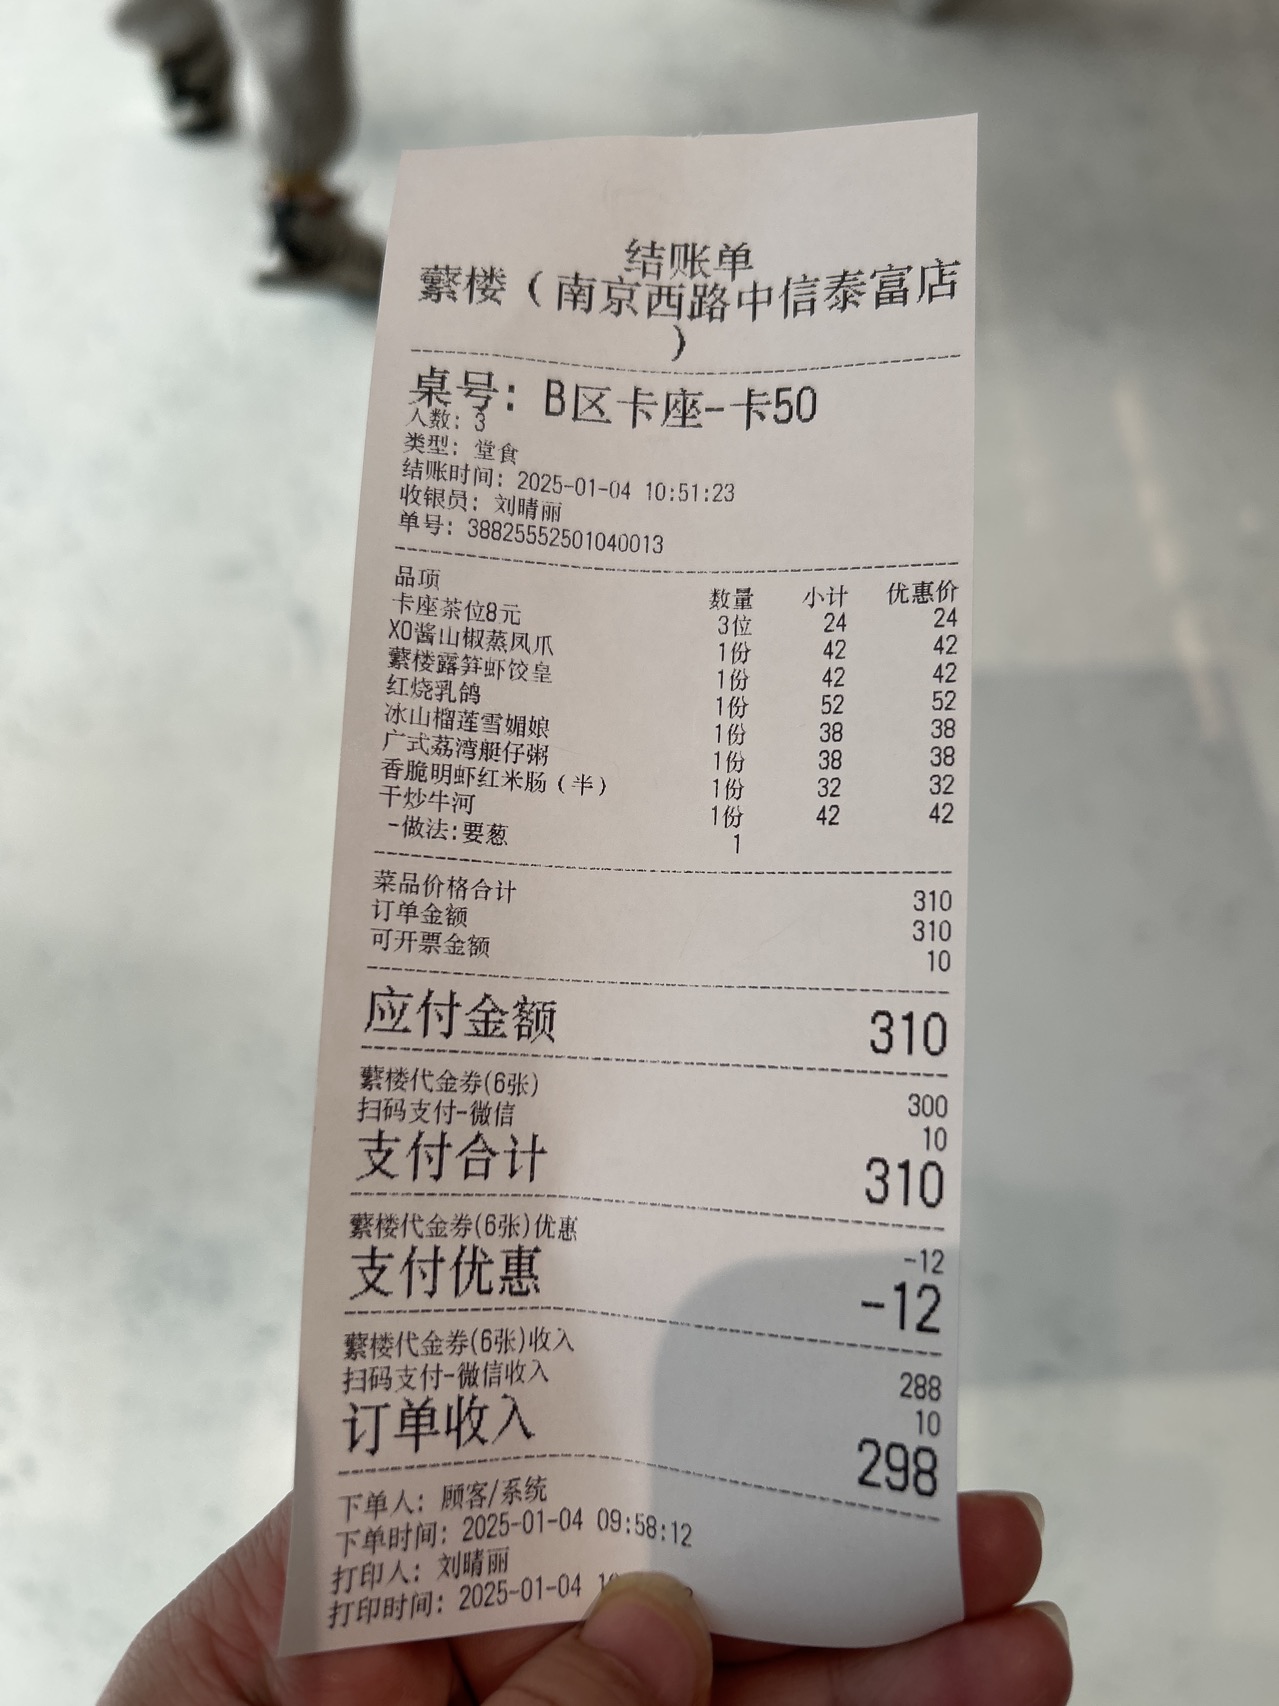 结账单
蘩楼（南京西路中信泰富店
）
桌号：B区卡座-卡50
人数：3
类型：堂食
结账时间：2025-01-04 10:51:23
收银员：刘晴丽
单号：38825552501040013
品项 数量 小计 优惠价
卡座茶位8元 3位 24 24
XO酱山椒蒸凤爪 1份 42 42
蘩楼露笋虾饺皇 1份 42 42
红烧乳鸽 1份 52 52
冰山榴莲雪媚娘 1份 38 38
广式荔湾艇仔粥 1份 38 38
香脆明虾红米肠（半） 1份 32 32
干炒牛河 1份 42 42
-做法:要葱 1
菜品价格合计 310
订单金额 310
可开票金额 10
应付金额 310
蘩楼代金券(6张) 300
扫码支付-微信 10
支付合计 310
蘩楼代金券(6张)优惠 -12
支付优惠 -12
蘩楼代金券(6张)收入 288
扫码支付-微信收入 10
订单收入 298
下单人：顾客/系统
下单时间：2025-01-04 09:58:12
打印人：刘晴丽
打印时间：2025-01-04